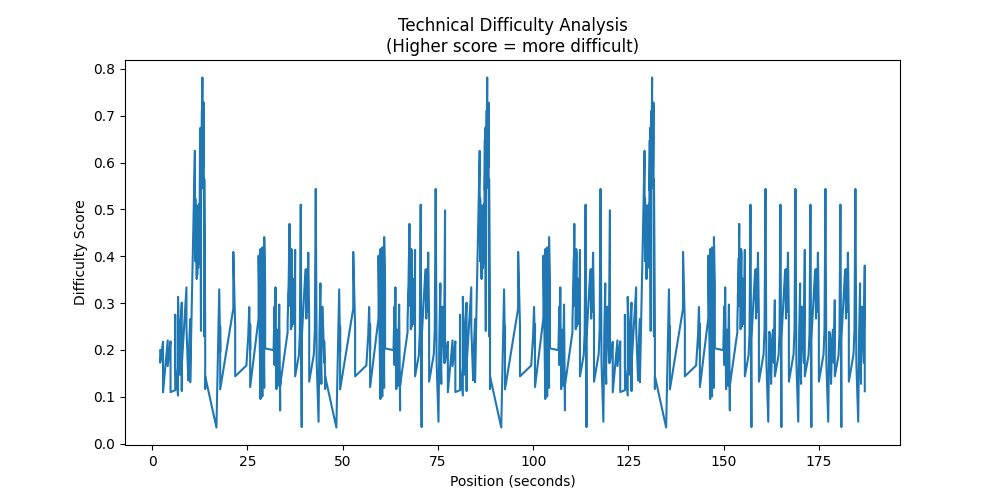 Technical Difficulty Analysis
(Higher score = more difficult)
Difficulty Score
0.8
0.7
0.6
0.5
0.4
0.3
0.2
0.1
0.0
0 25 50 75 100 125 150 175
Position (seconds)